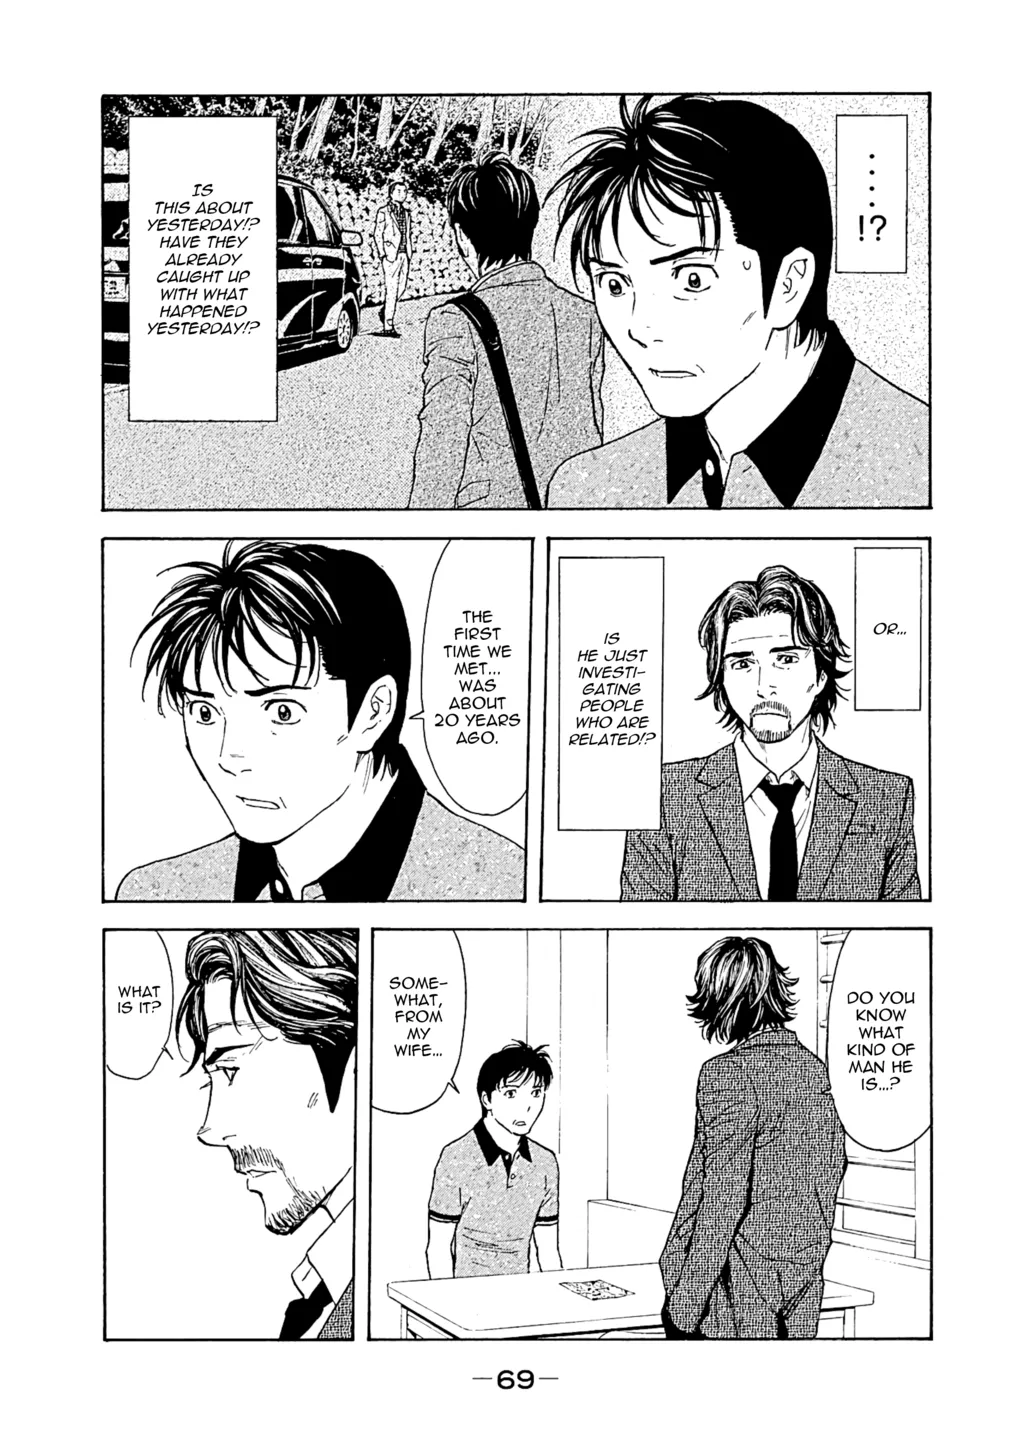 ....!?
IS
THIS ABOUT
YESTERDAY!?
HAVE THEY
ALREADY
CAUGHT UP
WITH WHAT
HAPPENED
YESTERDAY!?
OR...
IS
HE JUST
INVESTI-
GATING
PEOPLE
WHO ARE
RELATED!?
THE
FIRST
TIME WE
MET...
WAS
ABOUT
20 YEARS
AGO.
DO YOU
KNOW
WHAT
KIND OF
MAN HE
IS...?
SOME-
WHAT,
FROM
MY
WIFE...
WHAT
IS IT?
—69—